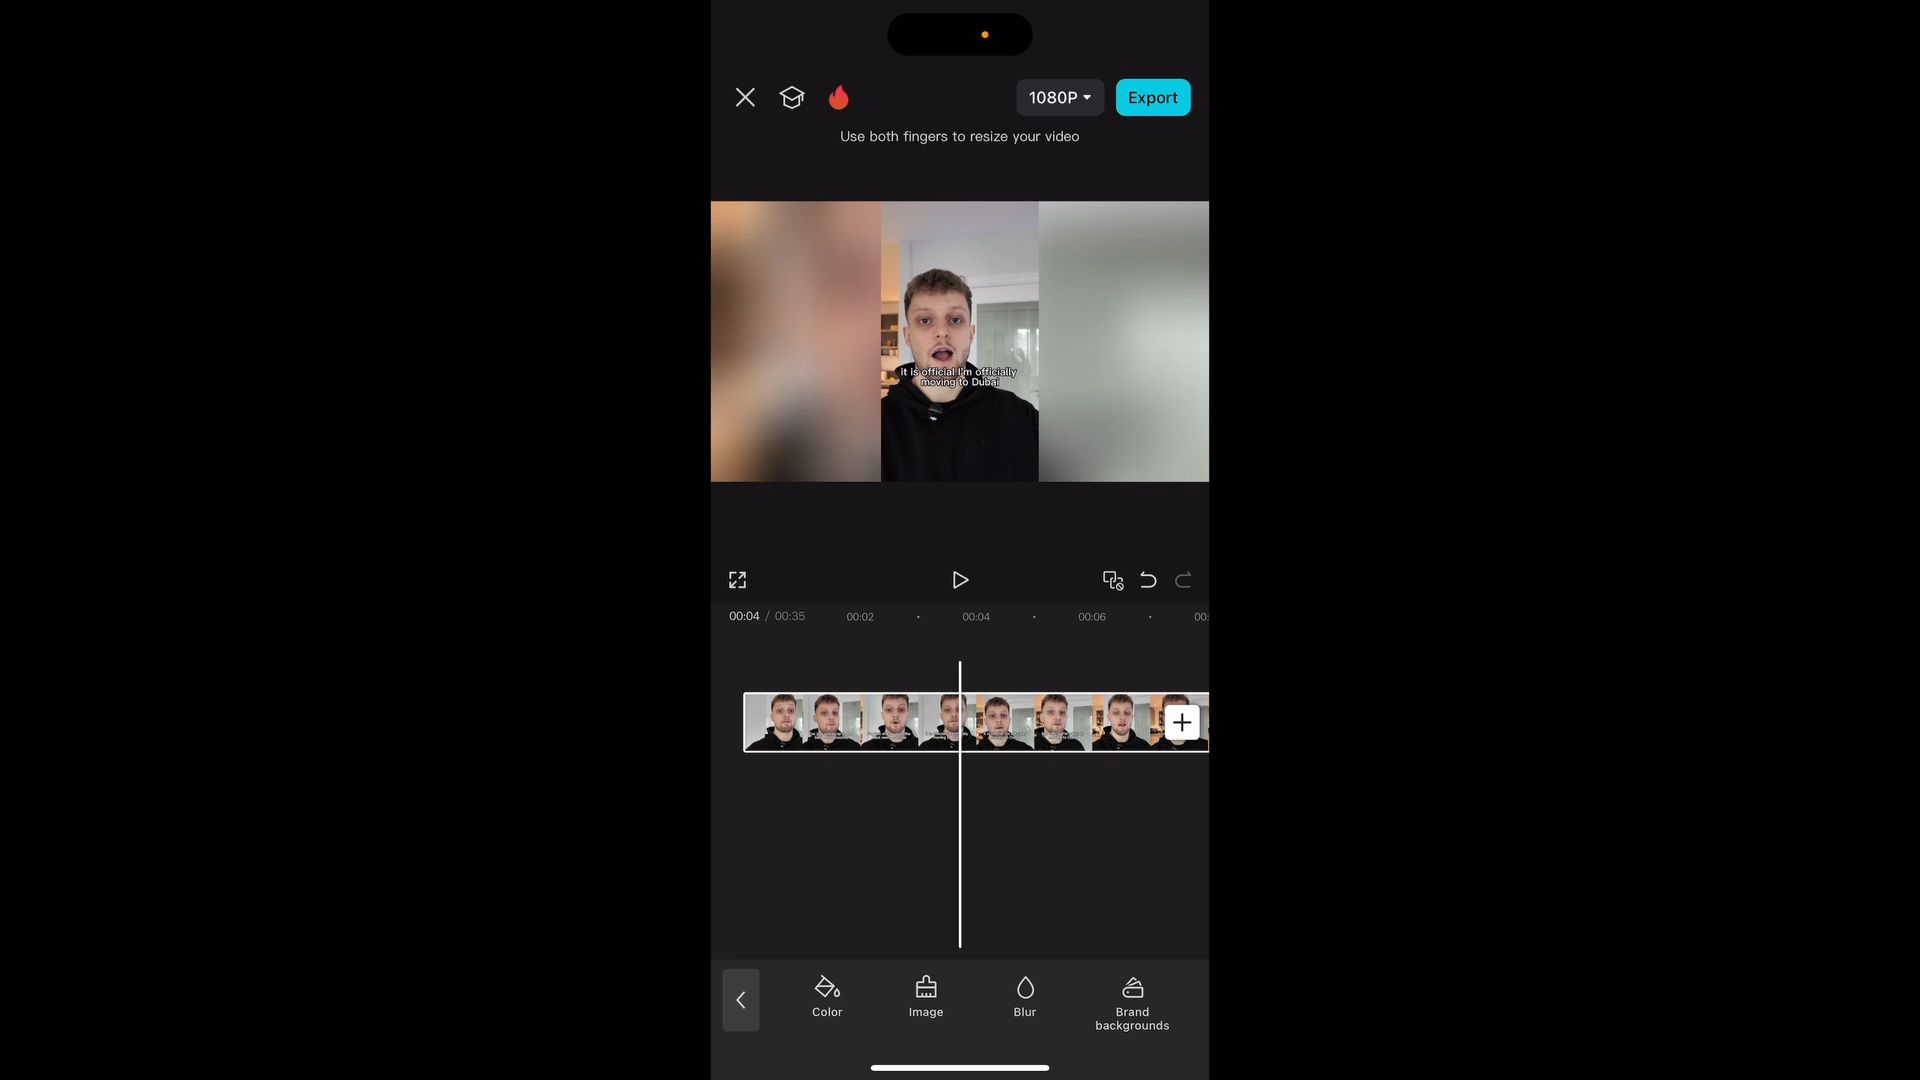 1080P
Export
Use both fingers to resize your video
it is official I'm officially
moving to Dubai
00:04 / 00:35
00:02
00:04
00:06
00:
Color
Image
Blur
Brand
backgrounds